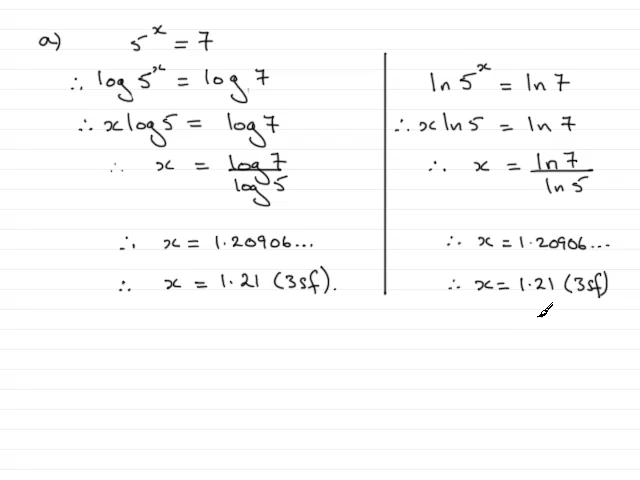 a) 5^x = 7
∴ log 5^x = log 7
∴ x log 5 = log 7
∴ x = log 7 / log 5
∴ x = 1.20906...
∴ x = 1.21 (3sf).
ln 5^x = ln 7
∴ x ln 5 = ln 7
∴ x = ln 7 / ln 5
∴ x = 1.20906...
∴ x = 1.21 (3sf)